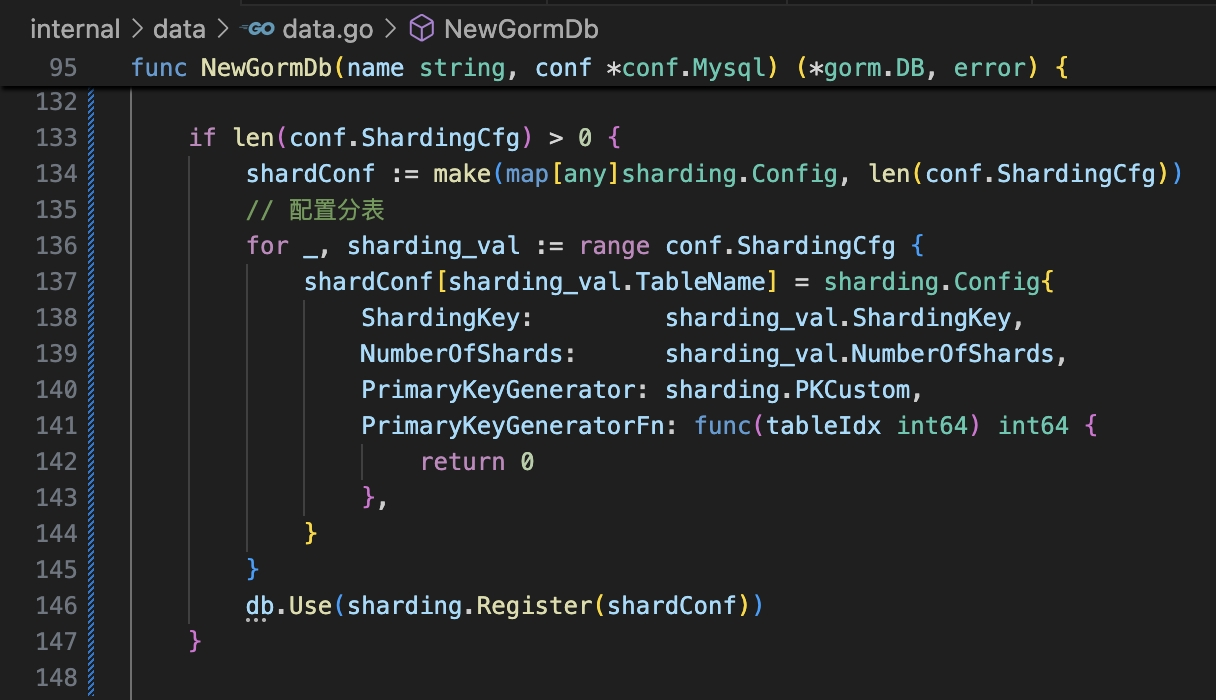 internal > data > GO data.go > NewGormDb
95 func NewGormDb(name string, conf *conf.Mysql) (*gorm.DB, error) {
132
133 if len(conf.ShardingCfg) > 0 {
134 shardConf := make(map[any]sharding.Config, len(conf.ShardingCfg))
135 // 配置分表
136 for _, sharding_val := range conf.ShardingCfg {
137 shardConf[sharding_val.TableName] = sharding.Config{
138 ShardingKey: sharding_val.ShardingKey,
139 NumberOfShards: sharding_val.NumberOfShards,
140 PrimaryKeyGenerator: sharding.PKCustom,
141 PrimaryKeyGeneratorFn: func(tableIdx int64) int64 {
142 return 0
143 },
144 }
145 }
146 db.Use(sharding.Register(shardConf))
147 }
148